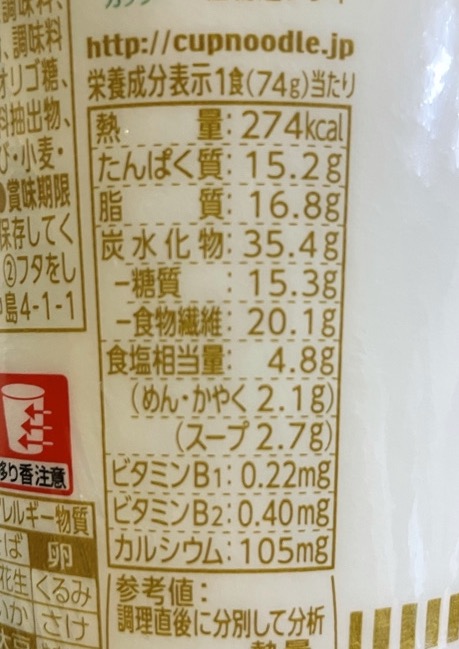 調味料、
調味料
オリゴ糖、
料抽出物、
び・小麦・
賞味期限
保存してく
②フタをし
島4-1-1
移り香注意
http://cupnoodle.jp
栄養成分表示1食(74g)当たり
熱量:274kcal
たんぱく質:15.2g
脂質:16.8g
炭水化物:35.4g
−糖質:15.3g
−食物繊維:20.1g
食塩相当量:4.8g
(めん・かやく2.1g)
(スープ2.7g)
ビタミンB1:0.22mg
ビタミンB2:0.40mg
カルシウム:105mg
参考値:
調理直後に分別して分析
熱量
レルギー物質
そば 卵
花生 くるみ
いか さけ
大豆